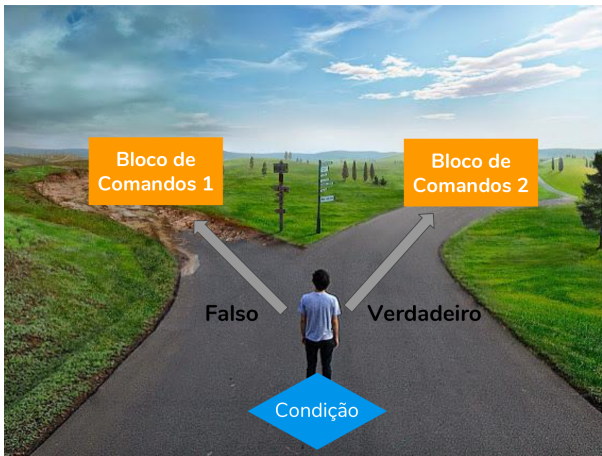 Bloco de
Comandos 1
Bloco de
Comandos 2
Falso
Verdadeiro
Condição